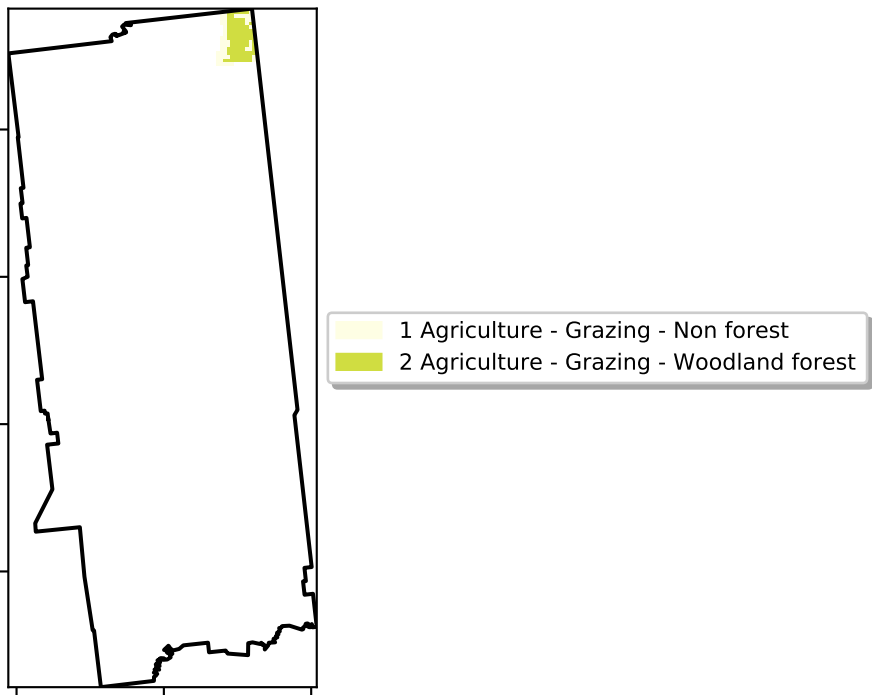 1 Agriculture - Grazing - Non forest
2 Agriculture - Grazing - Woodland forest